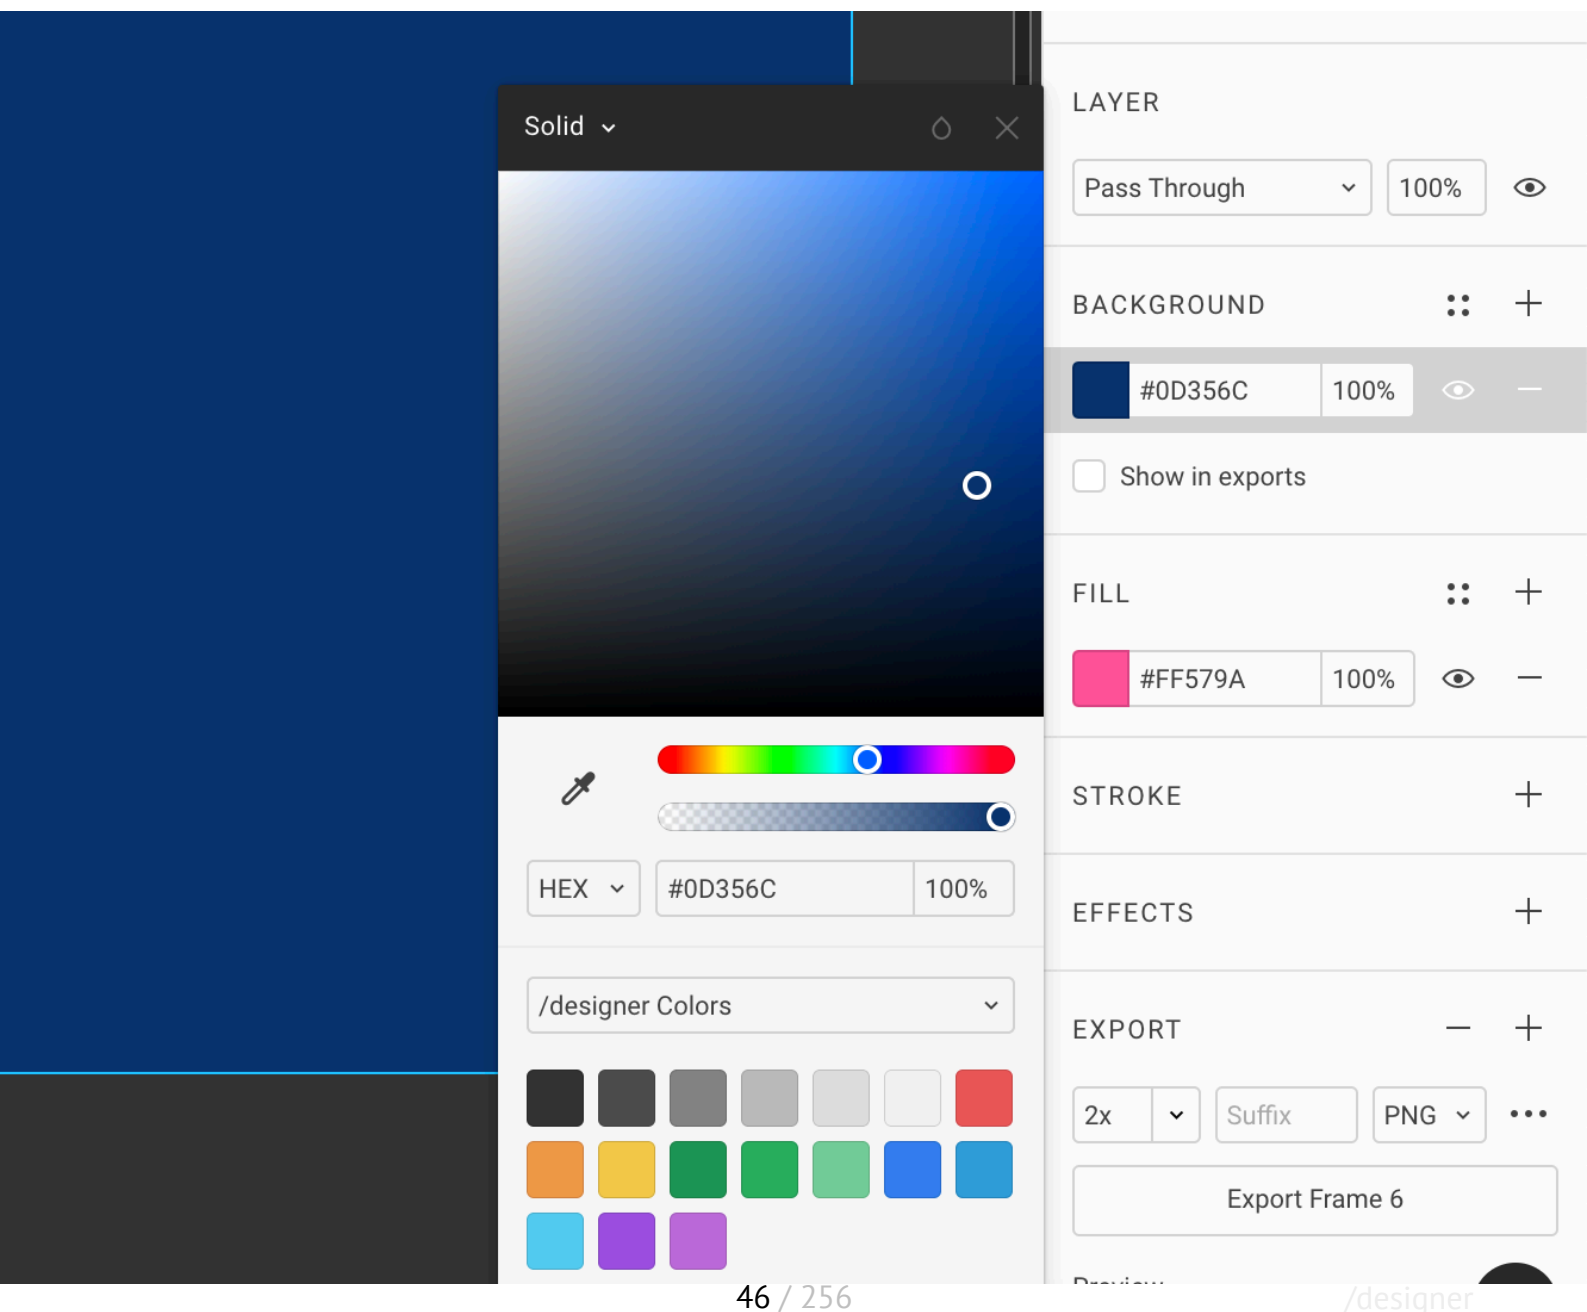 Solid
LAYER
Pass Through 100%
BACKGROUND
#0D356C 100%
Show in exports
FILL
#FF579A 100%
STROKE
HEX #0D356C 100%
EFFECTS
/designer Colors
EXPORT
2x Suffix PNG
Export Frame 6
Preview
46 / 256
/designer